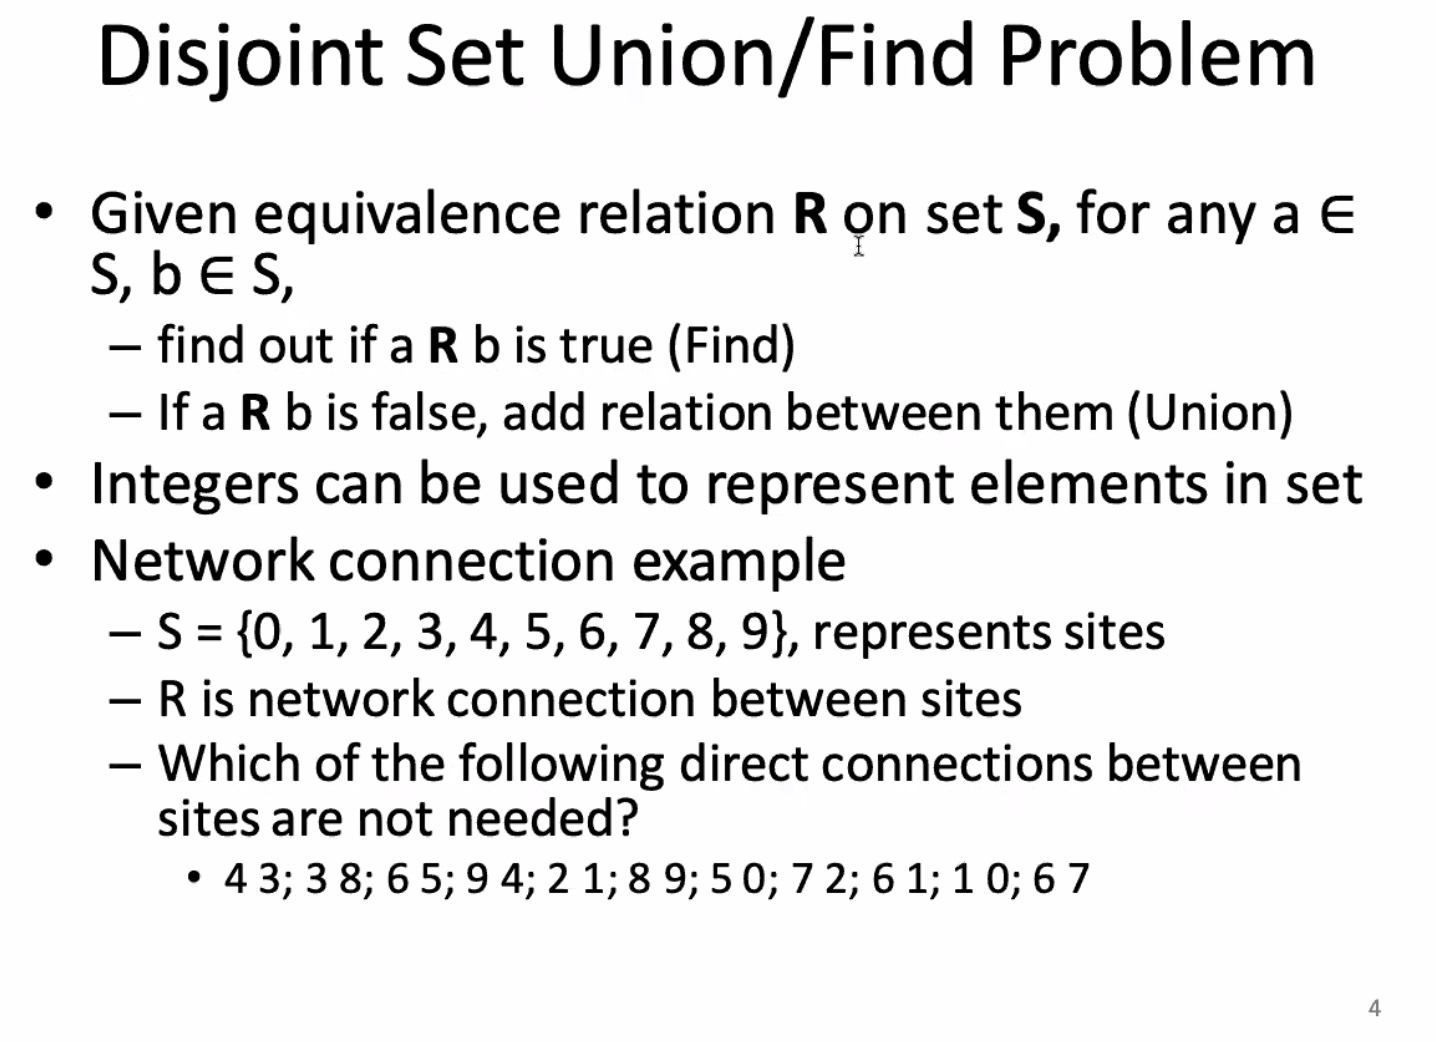 Disjoint Set Union/Find Problem
• Given equivalence relation R on set S, for any a ∈
S, b ∈ S,
– find out if a R b is true (Find)
– If a R b is false, add relation between them (Union)
• Integers can be used to represent elements in set
• Network connection example
– S = {0, 1, 2, 3, 4, 5, 6, 7, 8, 9}, represents sites
– R is network connection between sites
– Which of the following direct connections between
sites are not needed?
• 4 3; 3 8; 6 5; 9 4; 2 1; 8 9; 5 0; 7 2; 6 1; 1 0; 6 7
4